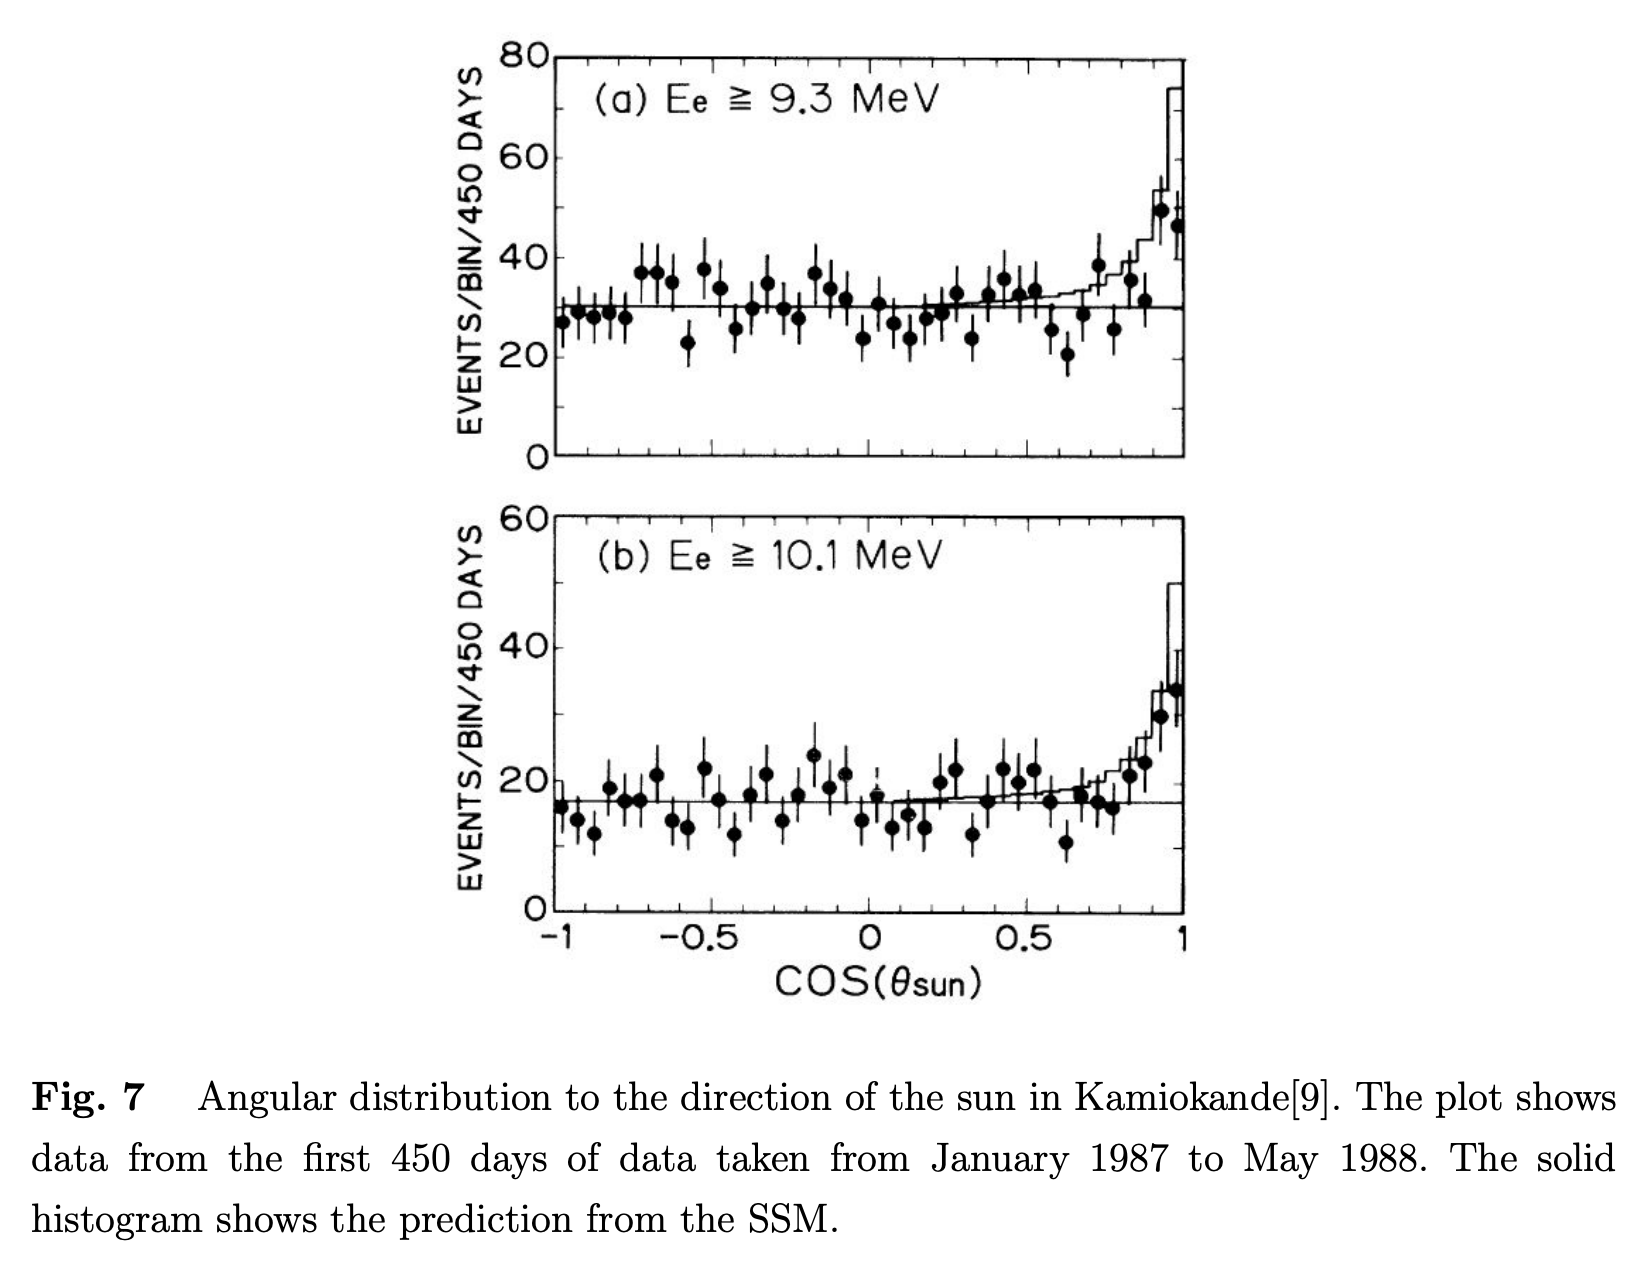 80
(a) Ee ≧ 9.3 MeV
60
40
20
0
EVENTS/BIN/450 DAYS
60
(b) Ee ≧ 10.1 MeV
40
20
0
EVENTS/BIN/450 DAYS
-1 -0.5 0 0.5 1
COS(θsun)
Fig. 7 Angular distribution to the direction of the sun in Kamiokande[9]. The plot shows
data from the first 450 days of data taken from January 1987 to May 1988. The solid
histogram shows the prediction from the SSM.